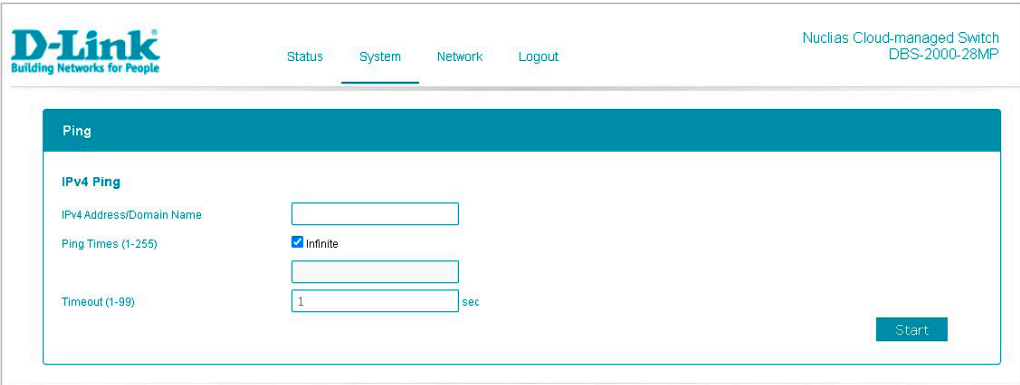 D-Link
Building Networks for People
Status System Network Logout
Nuclias Cloud-managed Switch
DBS-2000-28MP
Ping
IPv4 Ping
IPv4 Address/Domain Name
Ping Times (1-255) Infinite
Timeout (1-99) 1 sec
Start